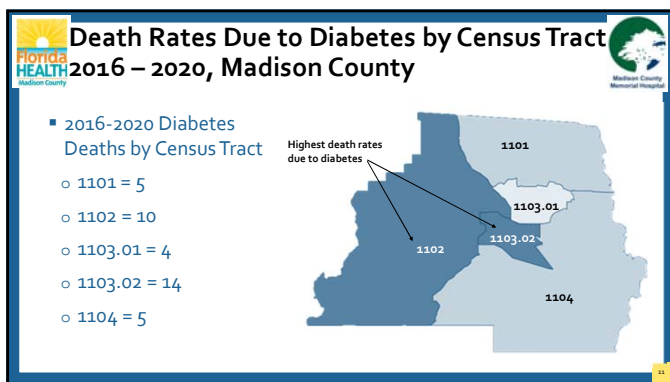 Death Rates Due to Diabetes by Census Tract
2016 – 2020, Madison County
Florida
HEALTH
Madison County
Madison County
Memorial Hospital
▪ 2016-2020 Diabetes
Deaths by Census Tract
o 1101 = 5
o 1102 = 10
o 1103.01 = 4
o 1103.02 = 14
o 1104 = 5
Highest death rates
due to diabetes
1101
1103.01
1103.02
1102
1104
11